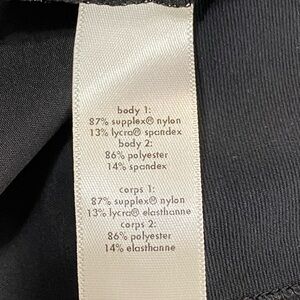 body 1:
87% supplex® nylon
13% lycra® spandex
body 2:
86% polyester
14% spandex
corps 1:
87% supplex® nylon
13% lycra® elasthanne
corps 2:
86% polyester
14% elasthanne